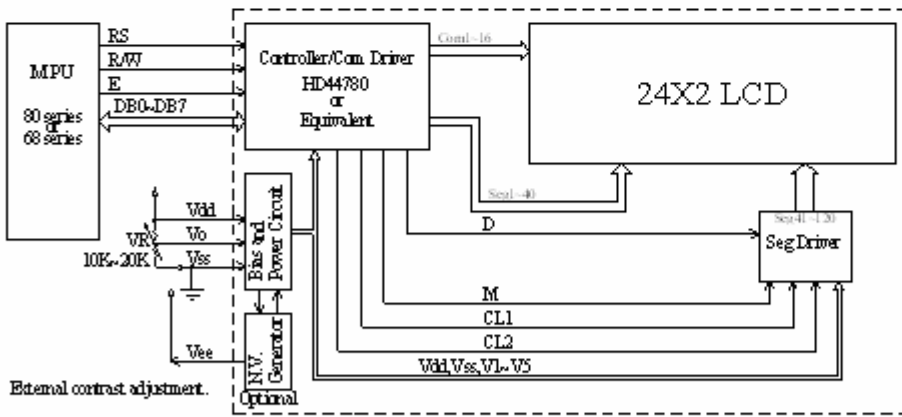 MPU
80 series
or
68 series
RS
R/W
E
DB0~DB7
Controller/Com Driver
HD44780
or
Equivalent
Com1~16
24X2 LCD
Seg1~40
D
Seg41~120
Seg Driver
Vdd
Vo
Vss
VR
10K~20K
Bias and
Power Circuit
M
CL1
CL2
Vdd,Vss,V1~V5
Vee
N.V.
Generator
Optional
External contrast adjustment.